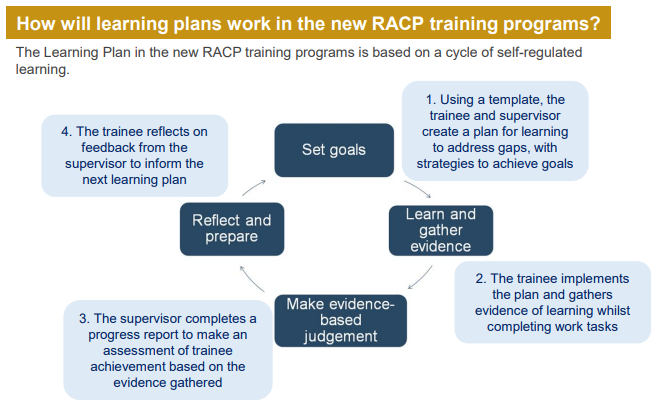 How will learning plans work in the new RACP training programs?
The Learning Plan in the new RACP training programs is based on a cycle of self-regulated
learning.
1. Using a template, the
trainee and supervisor
create a plan for learning
to address gaps, with
strategies to achieve goals
Set goals
4. The trainee reflects on
feedback from the
supervisor to inform the
next learning plan
Learn and
gather
evidence
Reflect and
prepare
2. The trainee implements
the plan and gathers
evidence of learning whilst
completing work tasks
Make evidence-
based
judgement
3. The supervisor completes a
progress report to make an
assessment of trainee
achievement based on the
evidence gathered